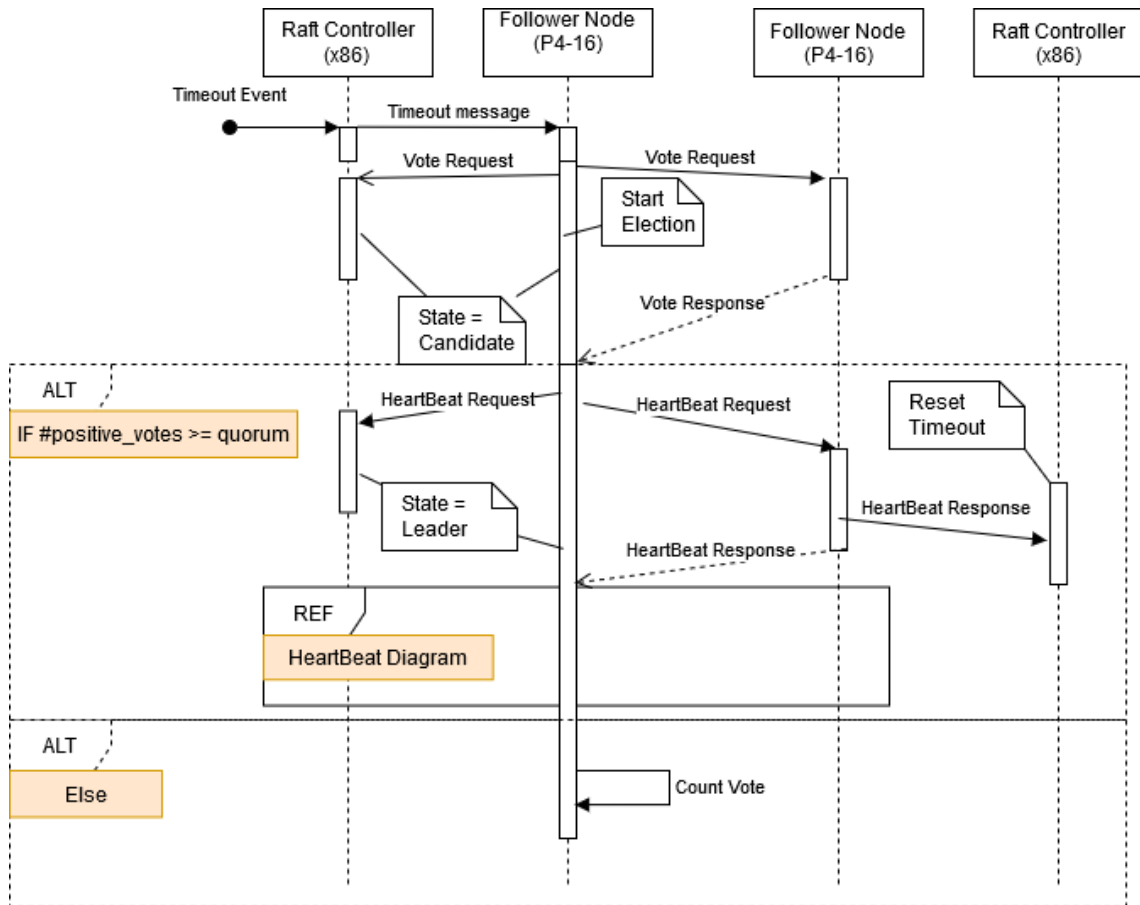 Raft Controller
(x86)
Follower Node
(P4-16)
Follower Node
(P4-16)
Raft Controller
(x86)
Timeout Event
Timeout message
Vote Request
Vote Request
Start
Election
Vote Response
State =
Candidate
ALT
IF #positive_votes >= quorum
HeartBeat Request
HeartBeat Request
Reset
Timeout
State =
Leader
HeartBeat Response
HeartBeat Response
REF
HeartBeat Diagram
ALT
Else
Count Vote